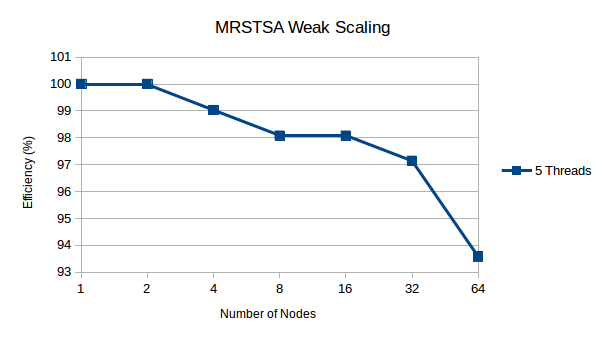 MRSTSA Weak Scaling
101
100
99
98
97
96
95
94
93
Efficiency (%)
5 Threads
1 2 4 8 16 32 64
Number of Nodes